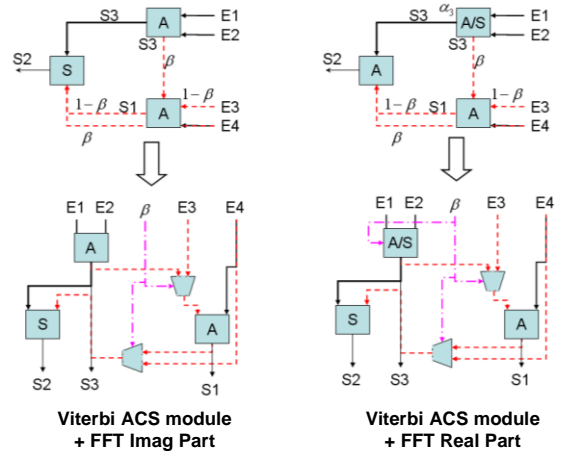 S3 A E1
E2
S3
S2 S β
1−β S1 A E3
β E4
α3
S3 A/S E1
E2
S3
S2 A β
1−β S1 A 1−β E3
β E4
E1 E2 β E3 E4
A
S A
S2 S3 S1
E1 E2 β E3 E4
A/S
S A
S2 S3 S1
Viterbi ACS module
+ FFT Imag Part
Viterbi ACS module
+ FFT Real Part